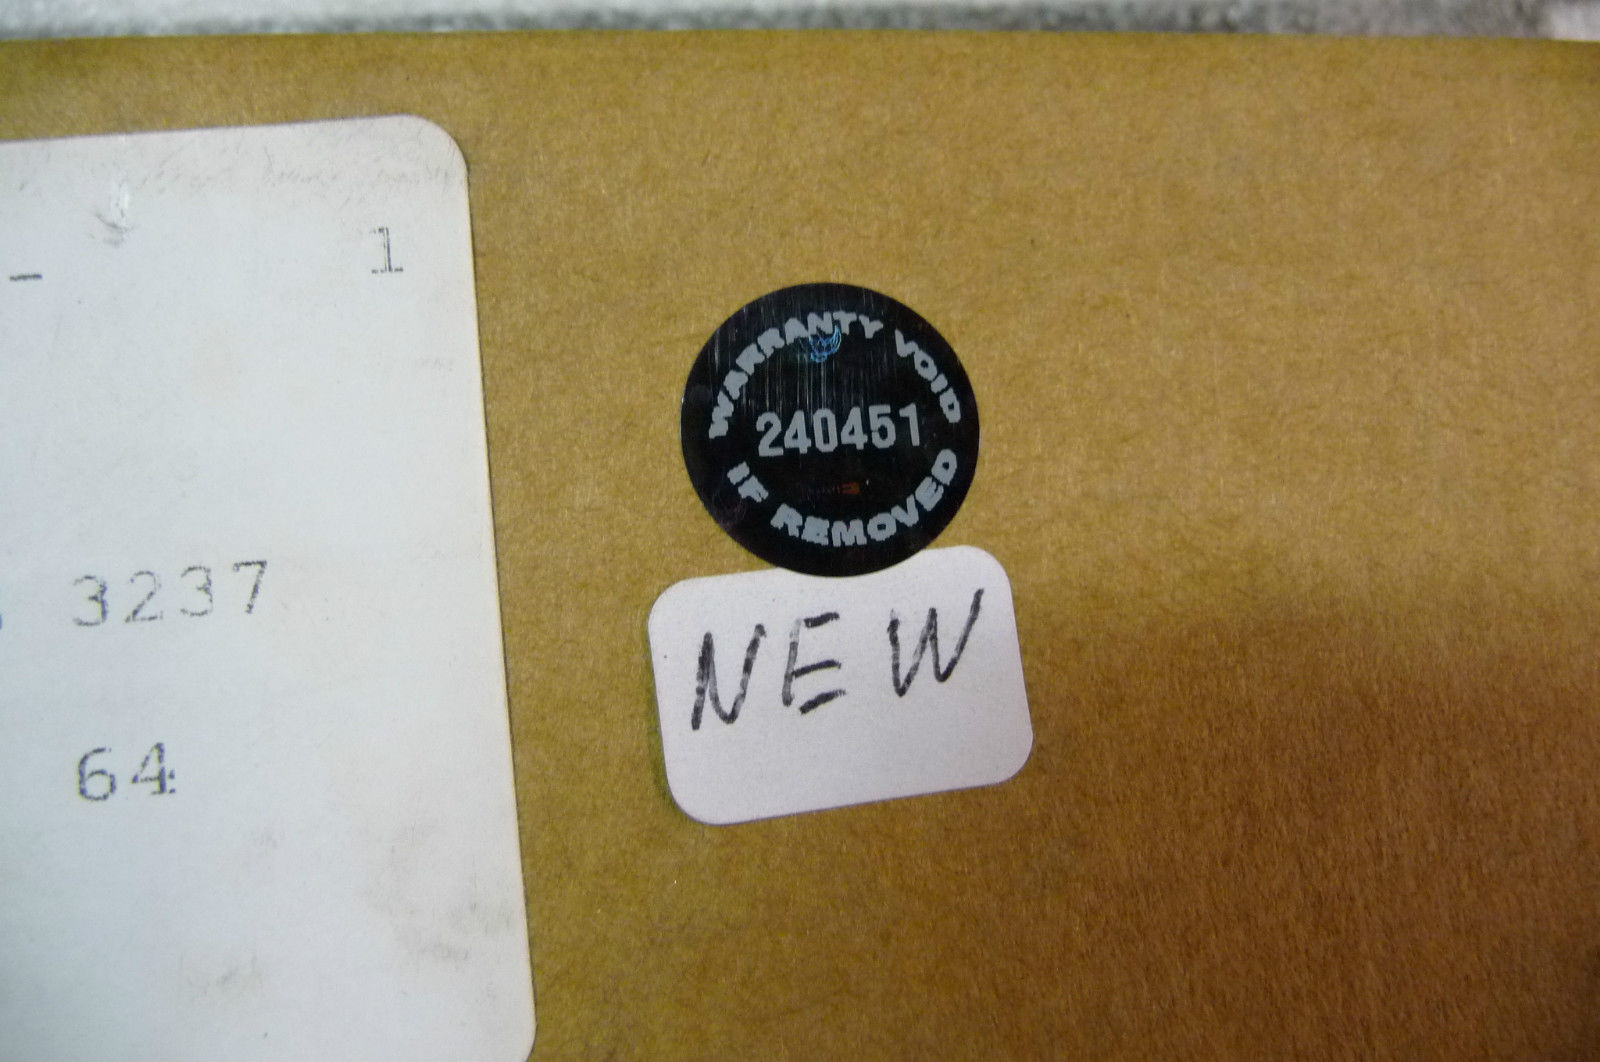 - 1
3237
64
WARRANTY VOID
240451
IF REMOVED
NEW